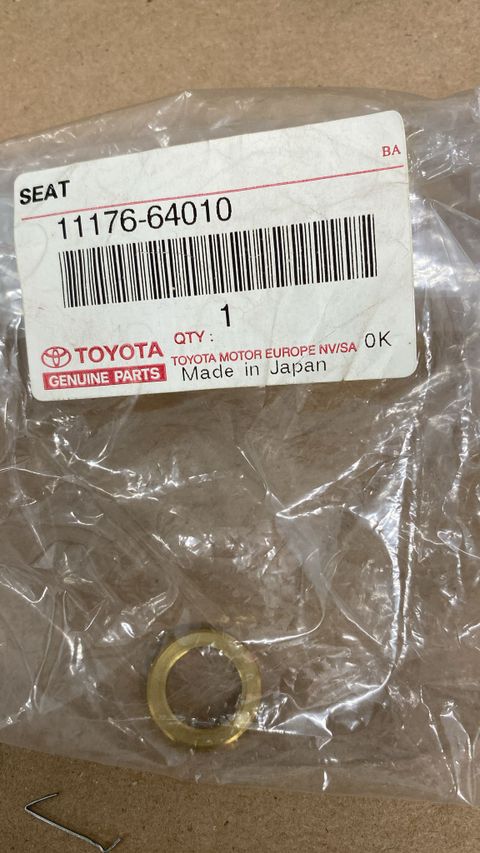 BA
SEAT
11176-64010
1
QTY :
TOYOTA
TOYOTA MOTOR EUROPE NV/SA OK
GENUINE PARTS
Made in Japan